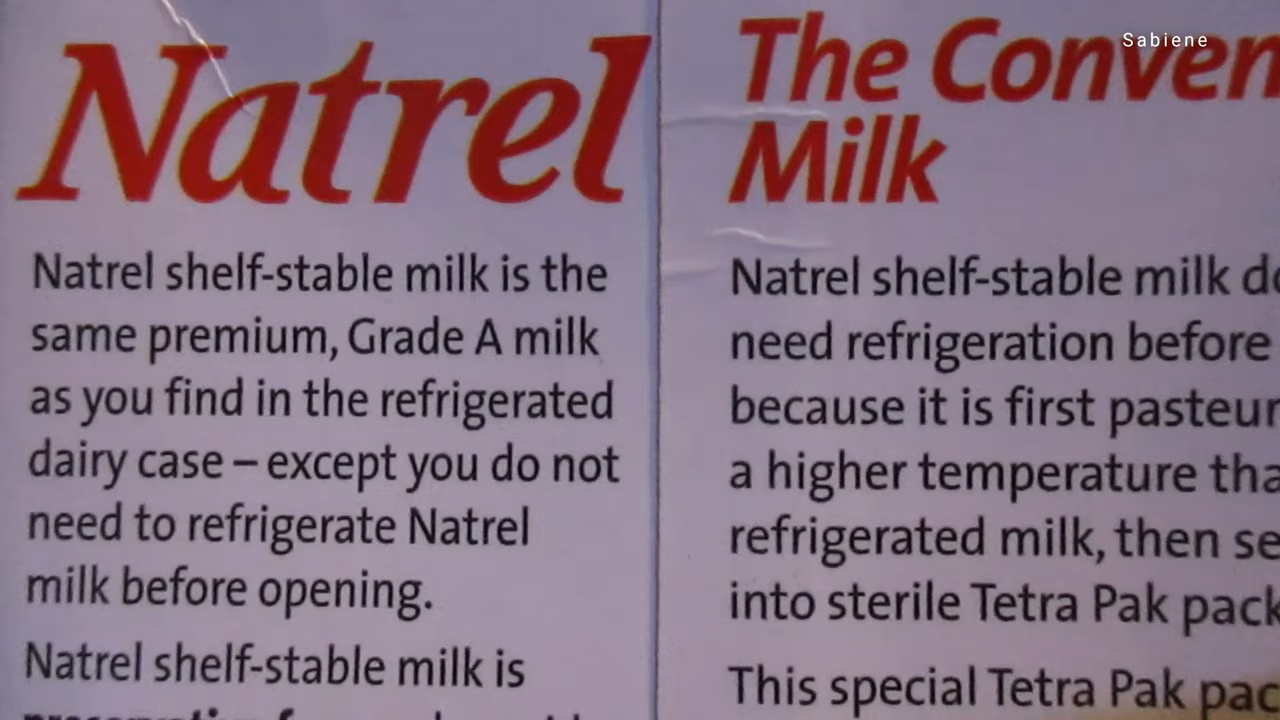 Natrel
Natrel shelf-stable milk is the
same premium, Grade A milk
as you find in the refrigerated
dairy case – except you do not
need to refrigerate Natrel
milk before opening.
Natrel shelf-stable milk is
The Conven
Milk
Natrel shelf-stable milk d
need refrigeration before
because it is first pasteur
a higher temperature tha
refrigerated milk, then se
into sterile Tetra Pak pack
This special Tetra Pak pac
Sabiene